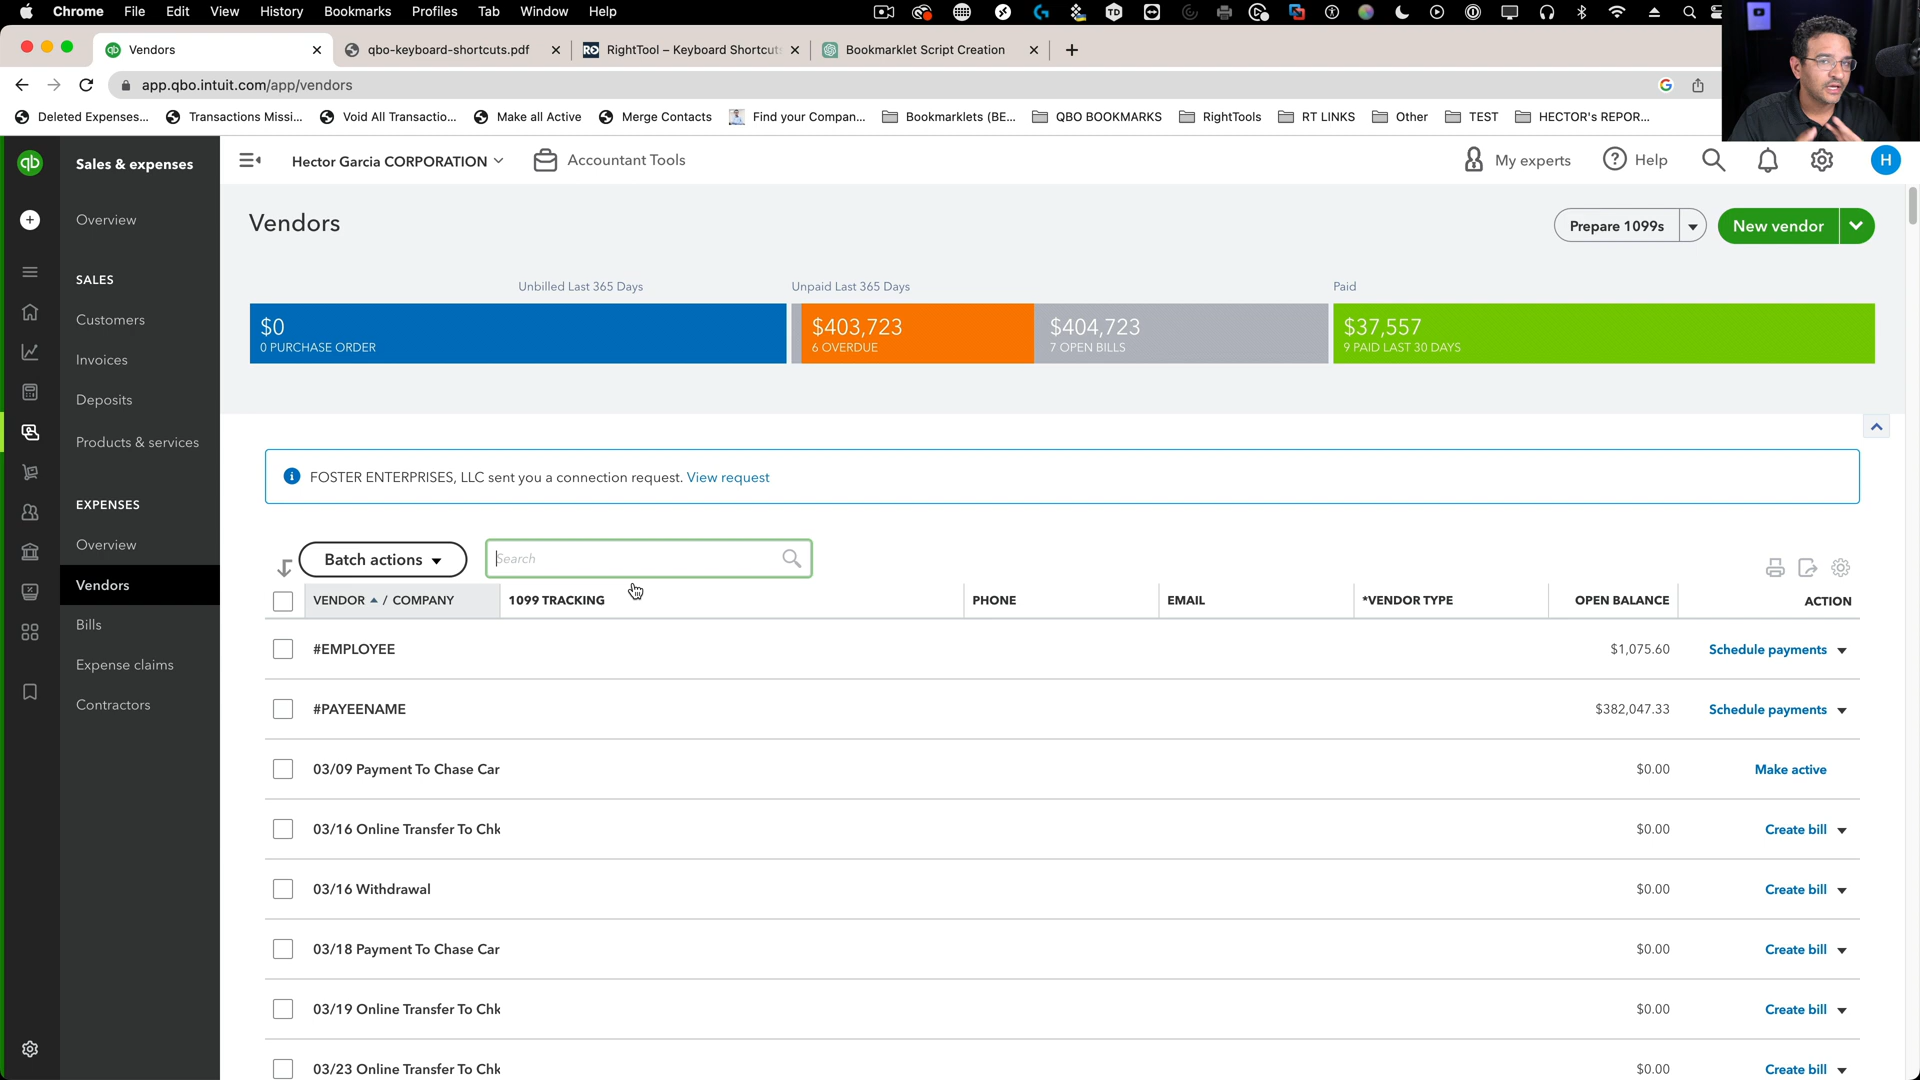 Chrome File Edit View History Bookmarks Profiles Tab Window Help
Vendors qbo-keyboard-shortcuts.pdf RightTool – Keyboard Shortcut Bookmarklet Script Creation
app.qbo.intuit.com/app/vendors
Deleted Expenses... Transactions Missi... Void All Transactio... Make all Active Merge Contacts Find your Compan... Bookmarklets (BE... QBO BOOKMARKS RightTools RT LINKS Other TEST HECTOR's REPOR...
qb Sales & expenses Hector Garcia CORPORATION Accountant Tools My experts Help H
Overview
SALES
Customers
Invoices
Deposits
Products & services
EXPENSES
Overview
Vendors
Bills
Expense claims
Contractors
Vendors
Prepare 1099s New vendor
Unbilled Last 365 Days Unpaid Last 365 Days Paid
$0 $403,723 $404,723 $37,557
0 PURCHASE ORDER 6 OVERDUE 7 OPEN BILLS 9 PAID LAST 30 DAYS
FOSTER ENTERPRISES, LLC sent you a connection request. View request
Batch actions Search
VENDOR / COMPANY 1099 TRACKING PHONE EMAIL *VENDOR TYPE OPEN BALANCE ACTION
#EMPLOYEE $1,075.60 Schedule payments
#PAYEENAME $382,047.33 Schedule payments
03/09 Payment To Chase Car $0.00 Make active
03/16 Online Transfer To Chk $0.00 Create bill
03/16 Withdrawal $0.00 Create bill
03/18 Payment To Chase Car $0.00 Create bill
03/19 Online Transfer To Chk $0.00 Create bill
03/23 Online Transfer To Chk $0.00 Create bill